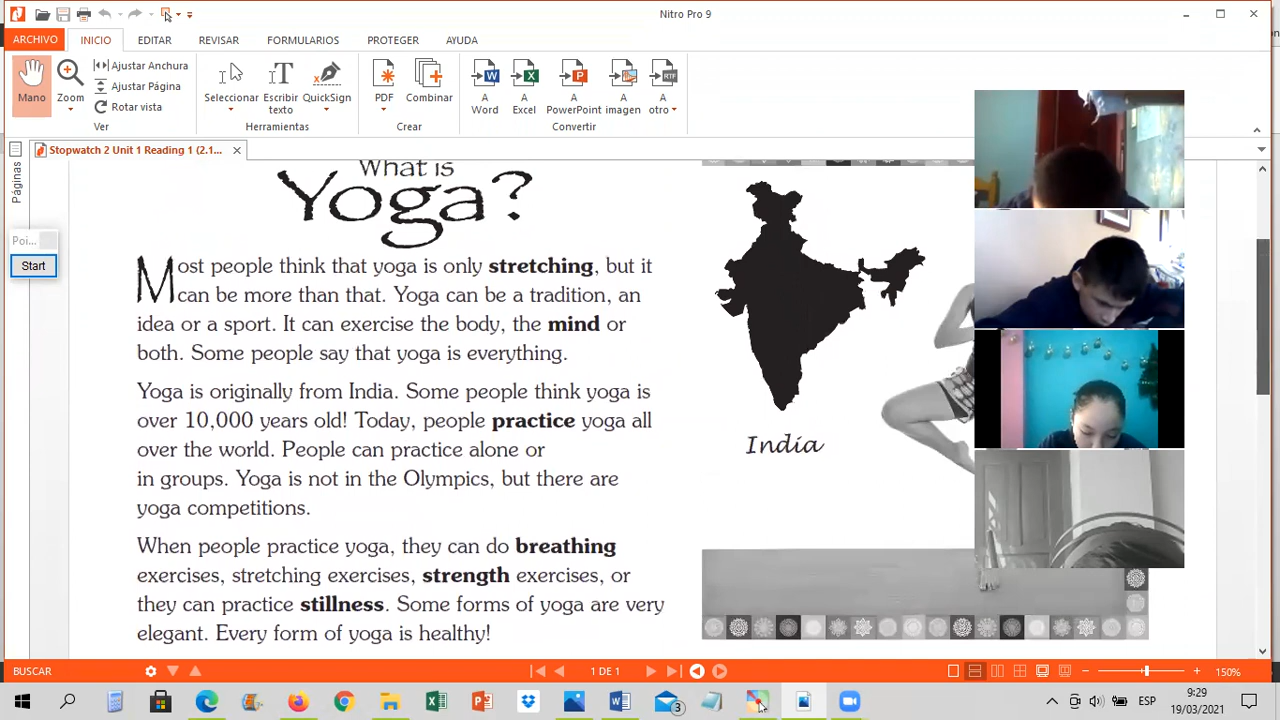 Nitro Pro 9
ARCHIVO INICIO EDITAR REVISAR FORMULARIOS PROTEGER AYUDA
Mano
Zoom
Ajustar Anchura
Ajustar Página
Rotar vista
Ver
Seleccionar
Escribir texto
QuickSign
Herramientas
PDF
Combinar
Crear
A Word
A Excel
A PowerPoint
A imagen
A otro
Convertir
Stopwatch 2 Unit 1 Reading 1 (2.1...
Páginas
Poi...
Start
What is
Yoga?
Most people think that yoga is only stretching, but it
can be more than that. Yoga can be a tradition, an
idea or a sport. It can exercise the body, the mind or
both. Some people say that yoga is everything.
Yoga is originally from India. Some people think yoga is
over 10,000 years old! Today, people practice yoga all
over the world. People can practice alone or
in groups. Yoga is not in the Olympics, but there are
yoga competitions.
When people practice yoga, they can do breathing
exercises, stretching exercises, strength exercises, or
they can practice stillness. Some forms of yoga are very
elegant. Every form of yoga is healthy!
India
BUSCAR
1 DE 1
150%
3
ESP
9:29
19/03/2021